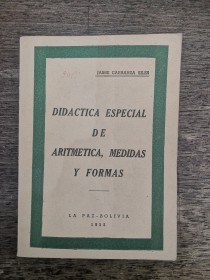 DIDACTICA ESPECIAL
DE
ARITMETICA, MEDIDAS
Y FORMAS
LA PAZ-BOLIVIA